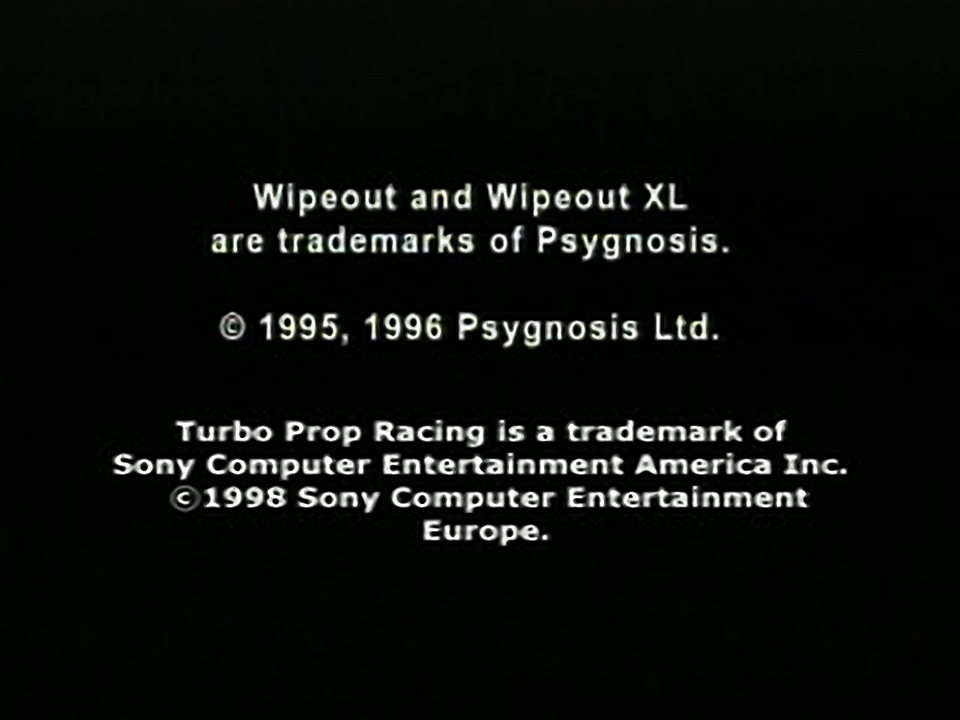 Wipeout and Wipeout XL
are trademarks of Psygnosis.
© 1995, 1996 Psygnosis Ltd.
Turbo Prop Racing is a trademark of
Sony Computer Entertainment America Inc.
©1998 Sony Computer Entertainment
Europe.